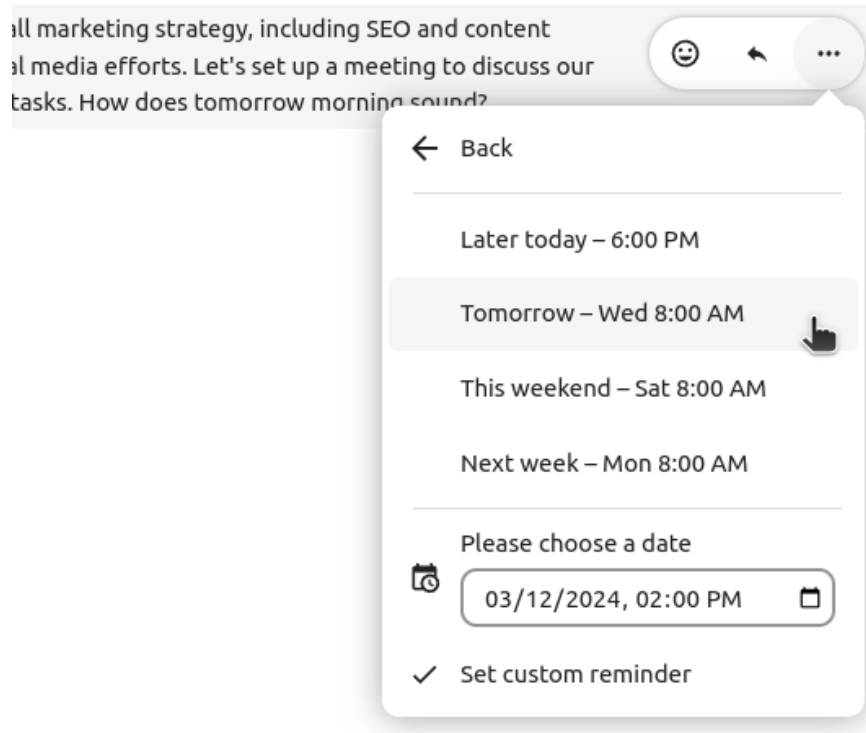 all marketing strategy, including SEO and content
al media efforts. Let's set up a meeting to discuss our
tasks. How does tomorrow morning sound?
Back
Later today – 6:00 PM
Tomorrow – Wed 8:00 AM
This weekend – Sat 8:00 AM
Next week – Mon 8:00 AM
Please choose a date
03/12/2024, 02:00 PM
Set custom reminder